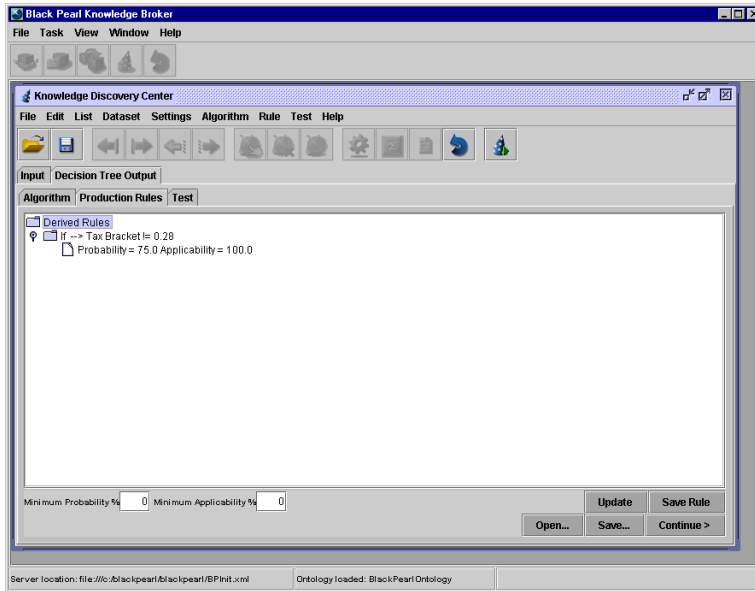 Black Pearl Knowledge Broker
File Task View Window Help
Knowledge Discovery Center
File Edit List Dataset Settings Algorithm Rule Test Help
Input Decision Tree Output
Algorithm Production Rules Test
Derived Rules
If --> Tax Bracket != 0.28
Probability = 75.0 Applicability = 100.0
Minimum Probability % 0 Minimum Applicability % 0
Update Save Rule
Open... Save... Continue >
Server location: file:///c:/blackpearl/blackpearl/BPInit.xml Ontology loaded: BlackPearlOntology